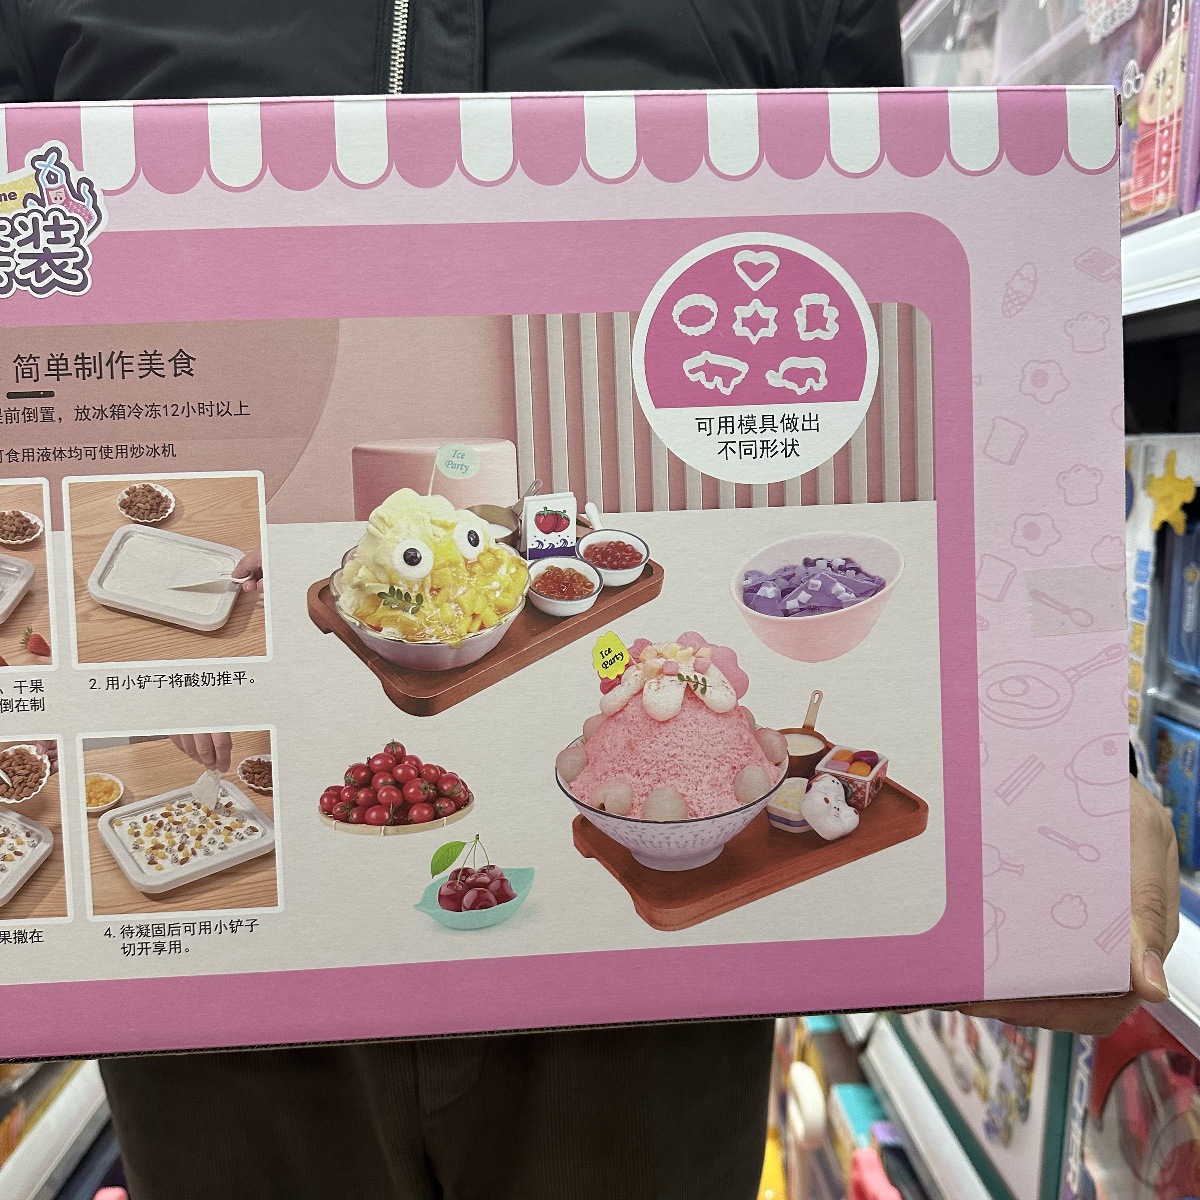 me
套装
简单制作美食
前倒置，放冰箱冷冻12小时以上
食用液体均可使用炒冰机
可用模具做出
不同形状
Ice
Party
、干果
倒在制
2. 用小铲子将酸奶推平。
Ice
Party
果撒在
4. 待凝固后可用小铲子
切开享用。